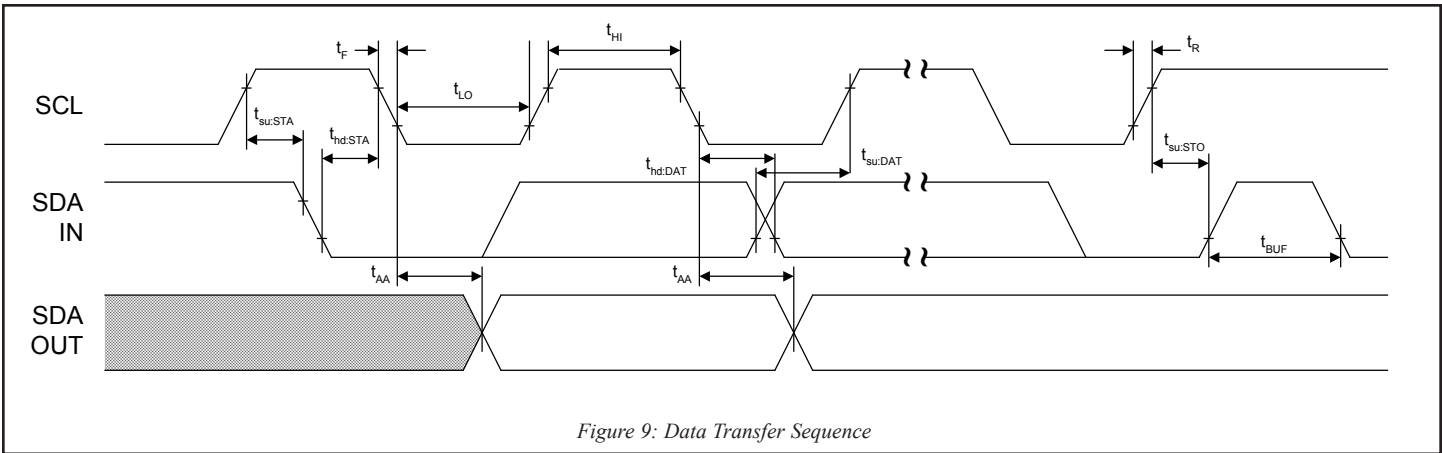 t_F
t_HI
t_R
SCL
t_LO
t_su:STA
t_hd:STA
t_hd:DAT
t_su:DAT
t_su:STO
SDA
IN
t_BUF
t_AA
t_AA
SDA
OUT
Figure 9: Data Transfer Sequence